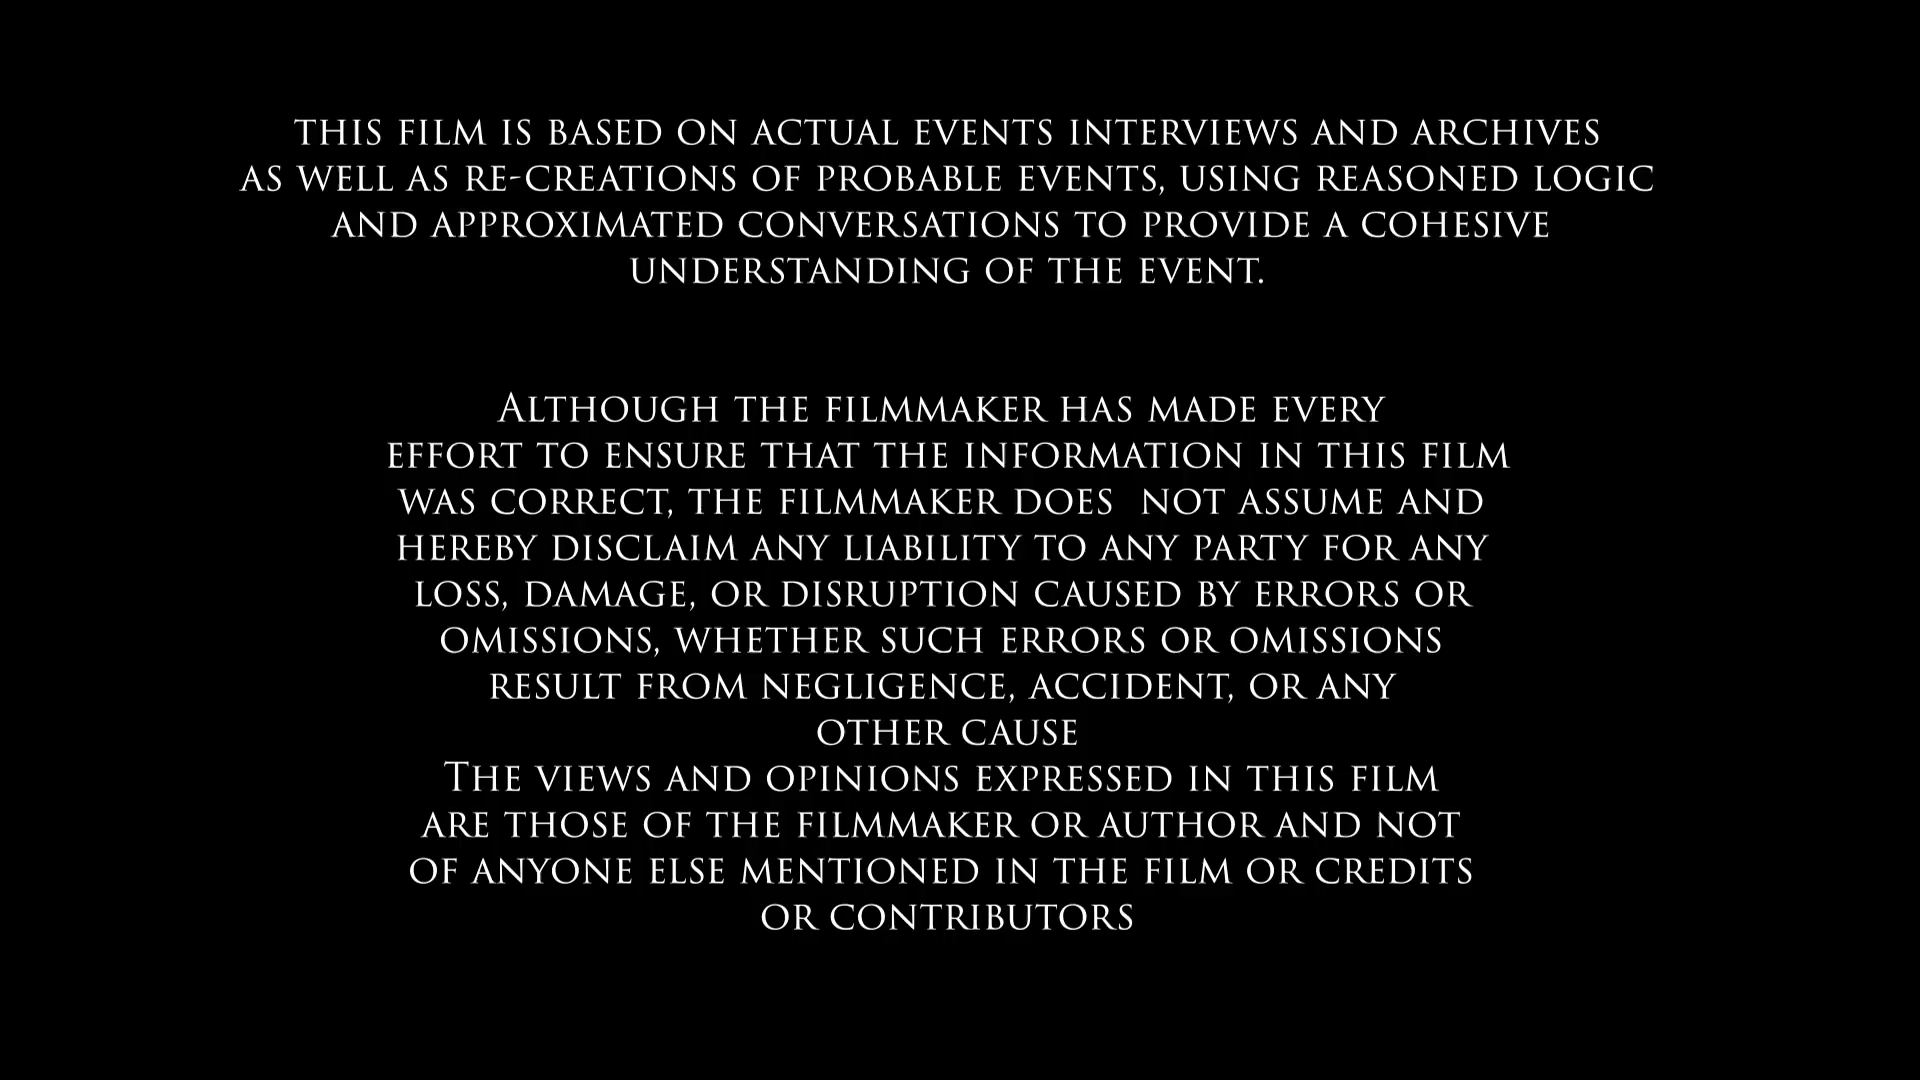 THIS FILM IS BASED ON ACTUAL EVENTS INTERVIEWS AND ARCHIVES
AS WELL AS RE-CREATIONS OF PROBABLE EVENTS, USING REASONED LOGIC
AND APPROXIMATED CONVERSATIONS TO PROVIDE A COHESIVE
UNDERSTANDING OF THE EVENT.
ALTHOUGH THE FILMMAKER HAS MADE EVERY
EFFORT TO ENSURE THAT THE INFORMATION IN THIS FILM
WAS CORRECT, THE FILMMAKER DOES  NOT ASSUME AND
HEREBY DISCLAIM ANY LIABILITY TO ANY PARTY FOR ANY
LOSS, DAMAGE, OR DISRUPTION CAUSED BY ERRORS OR
OMISSIONS, WHETHER SUCH ERRORS OR OMISSIONS
RESULT FROM NEGLIGENCE, ACCIDENT, OR ANY
OTHER CAUSE
THE VIEWS AND OPINIONS EXPRESSED IN THIS FILM
ARE THOSE OF THE FILMMAKER OR AUTHOR AND NOT
OF ANYONE ELSE MENTIONED IN THE FILM OR CREDITS
OR CONTRIBUTORS